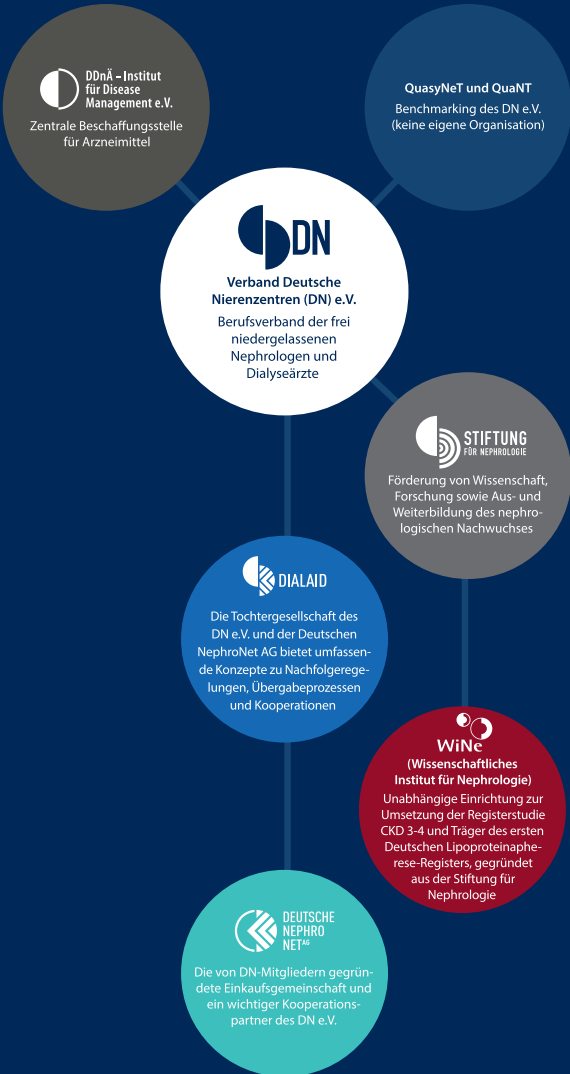 DDnÄ – Institut
für Disease
Management e.V.
Zentrale Beschaffungsstelle
für Arzneimittel
QuasyNeT und QuaNT
Benchmarking des DN e.V.
(keine eigene Organisation)
DN
Verband Deutsche
Nierenzentren (DN) e.V.
Berufsverband der frei
niedergelassenen
Nephrologen und
Dialyseärzte
STIFTUNG
FÜR NEPHROLOGIE
Förderung von Wissenschaft,
Forschung sowie Aus- und
Weiterbildung des nephro-
logischen Nachwuchses
DIALAID
Die Tochtergesellschaft des
DN e.V. und der Deutschen
NephroNet AG bietet umfassen-
de Konzepte zu Nachfolgerege-
lungen, Übergabeprozessen
und Kooperationen
WiNe
(Wissenschaftliches
Institut für Nephrologie)
Unabhängige Einrichtung zur
Umsetzung der Registerstudie
CKD 3-4 und Träger des ersten
Deutschen Lipoproteinaphe-
rese-Registers, gegründet
aus der Stiftung für
Nephrologie
DEUTSCHE
NEPHRO
NET AG
Die von DN-Mitgliedern gegrün-
dete Einkaufsgemeinschaft und
ein wichtiger Kooperations-
partner des DN e.V.